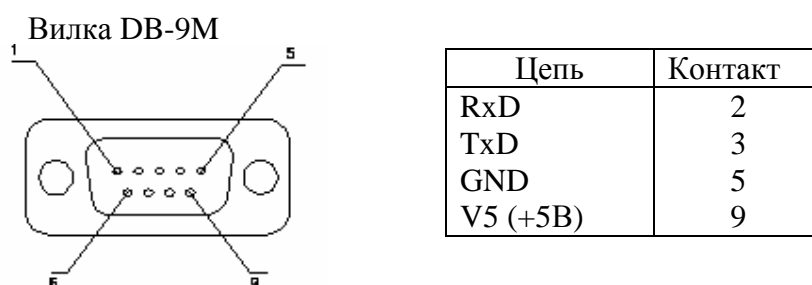 Вилка DB-9M
1
5
6
9
Цепь Контакт
RxD 2
TxD 3
GND 5
V5 (+5В) 9